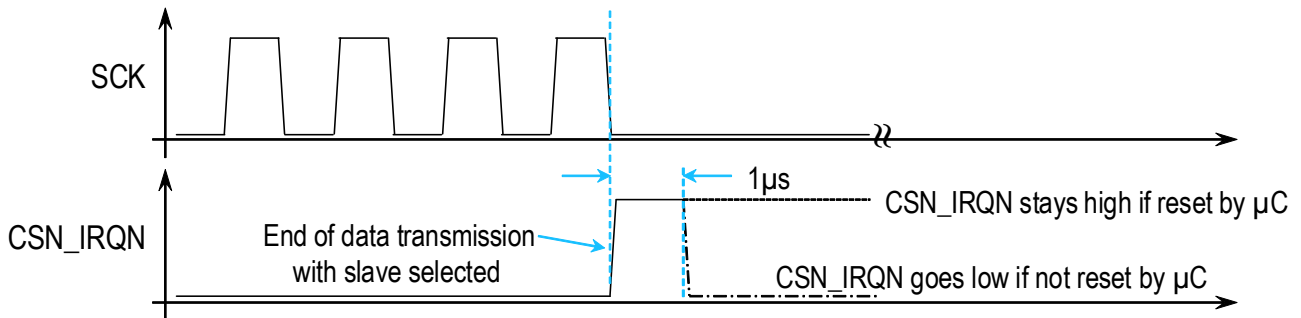 SCK
1µs
CSN_IRQN stays high if reset by µC
CSN_IRQN
End of data transmission
with slave selected
CSN_IRQN goes low if not reset by µC